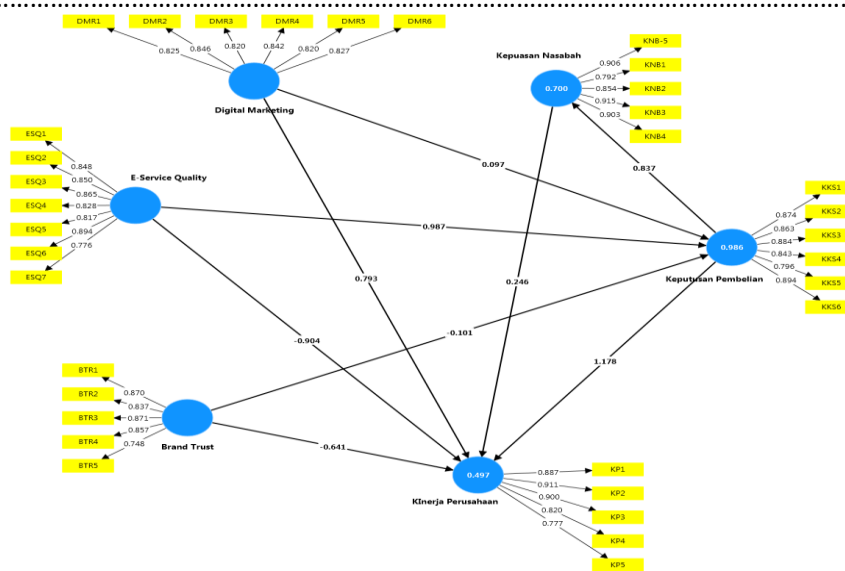 DMR1 DMR2 DMR3 DMR4 DMR5 DMR6
0.825 0.846 0.820 0.842 0.820 0.827
Digital Marketing
Kepuasan Nasabah
0.700
KNB-5
KNB1
KNB2
KNB3
KNB4
0.906
0.792
0.854
0.915
0.903
ESQ1
ESQ2
ESQ3
ESQ4
ESQ5
ESQ6
ESQ7
0.848
0.850
0.865
0.828
0.817
0.894
0.776
E-Service Quality
0.097
0.837
0.987
0.793
0.246
-0.904
-0.101
1.178
-0.641
KKS1
KKS2
KKS3
KKS4
KKS5
KKS6
0.874
0.863
0.884
0.843
0.796
0.894
0.986
Keputusan Pembelian
BTR1
BTR2
BTR3
BTR4
BTR5
0.870
0.837
0.871
0.857
0.748
Brand Trust
0.497
KInerja Perusahaan
0.887
0.911
0.900
0.820
0.777
KP1
KP2
KP3
KP4
KP5